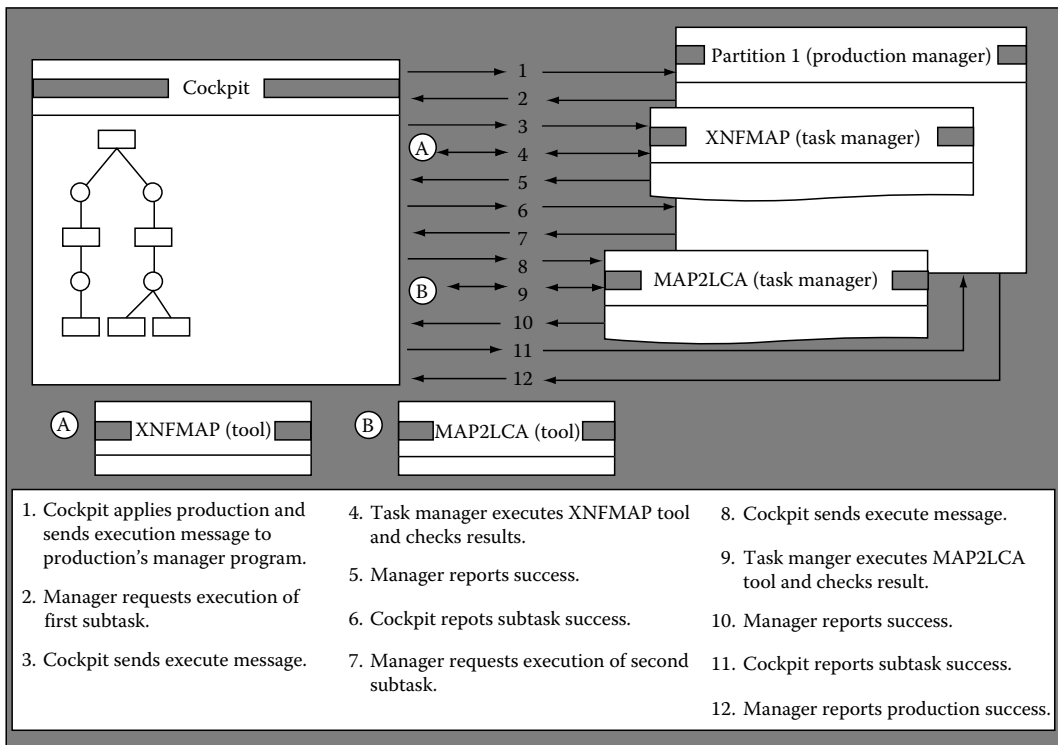 Cockpit
Partition 1 (production manager)
XNFMAP (task manager)
MAP2LCA (task manager)
1
2
3
4
5
6
7
8
9
10
11
12
A
B
A
XNFMAP (tool)
B
MAP2LCA (tool)
1. Cockpit applies production and
sends execution message to
production's manager program.
2. Manager requests execution of
first subtask.
3. Cockpit sends execute message.
4. Task manager executes XNFMAP tool
and checks results.
5. Manager reports success.
6. Cockpit repots subtask success.
7. Manager requests execution of second
subtask.
8. Cockpit sends execute message.
9. Task manger executes MAP2LCA
tool and checks result.
10. Manager reports success.
11. Cockpit reports subtask success.
12. Manager reports production success.